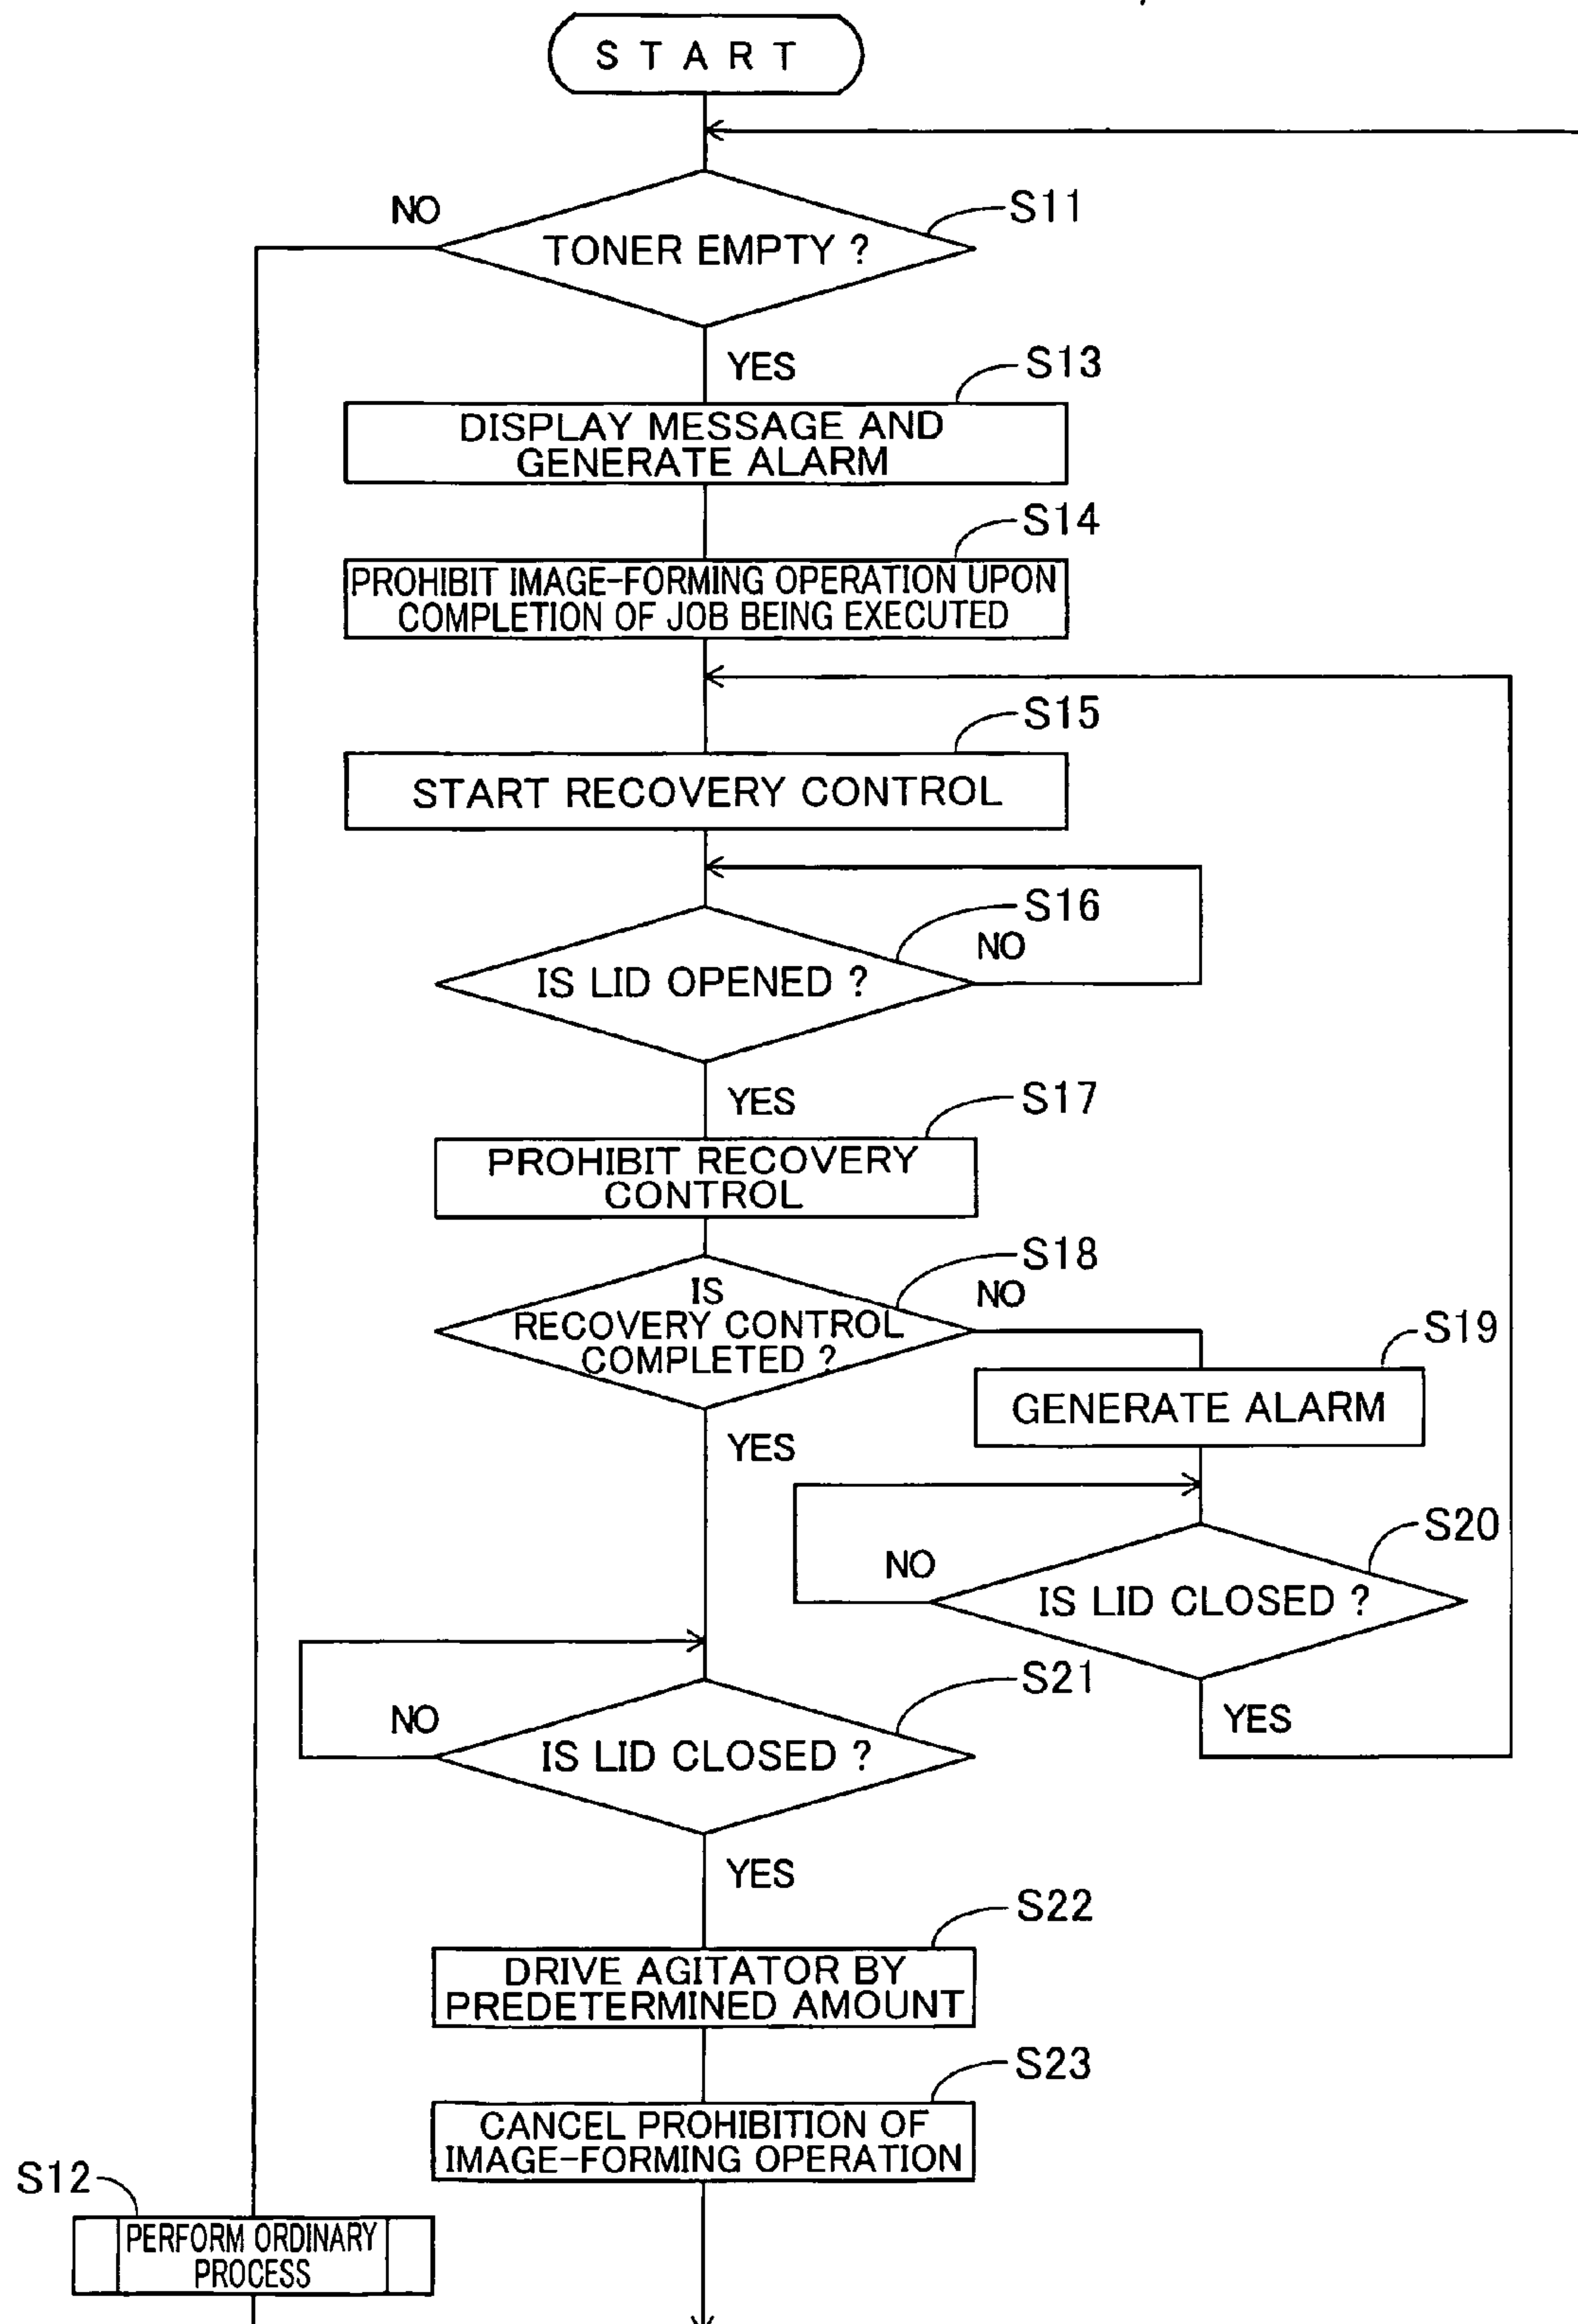 START
NO
S11
TONER EMPTY ?
YES
S13
DISPLAY MESSAGE AND
GENERATE ALARM
S14
PROHIBIT IMAGE-FORMING OPERATION UPON
COMPLETION OF JOB BEING EXECUTED
S15
START RECOVERY CONTROL
S16
NO
IS LID OPENED ?
YES
S17
PROHIBIT RECOVERY
CONTROL
S18
NO
IS
RECOVERY CONTROL
COMPLETED ?
S19
GENERATE ALARM
YES
S20
NO
IS LID CLOSED ?
YES
S21
NO
IS LID CLOSED ?
YES
S22
DRIVE AGITATOR BY
PREDETERMINED AMOUNT
S23
CANCEL PROHIBITION OF
IMAGE-FORMING OPERATION
S12
PERFORM ORDINARY
PROCESS